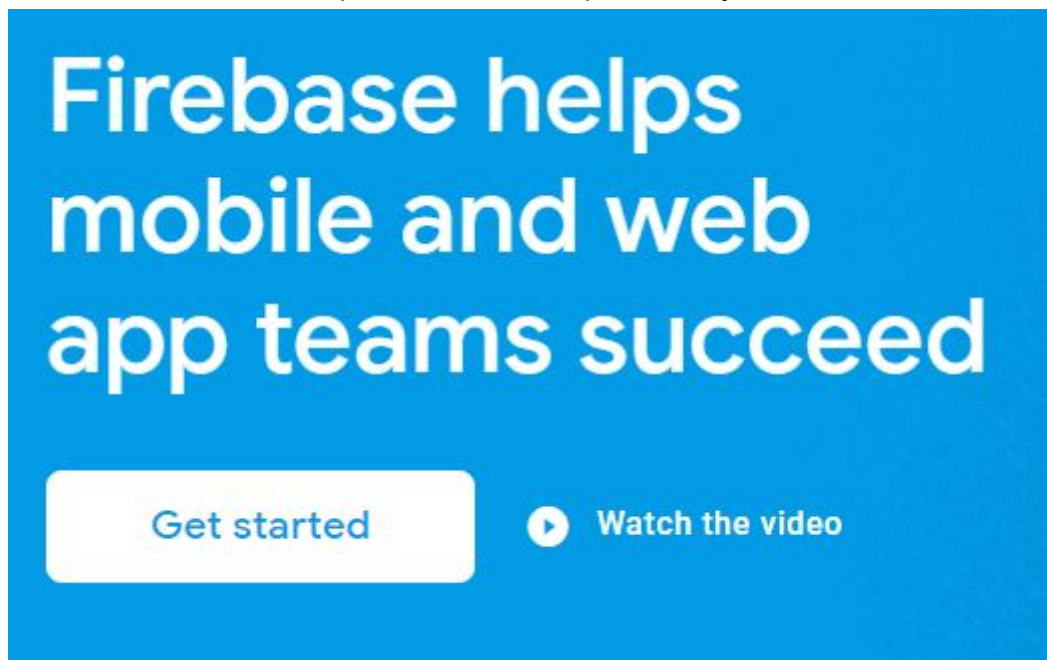 Firebase helps
mobile and web
app teams succeed
Get started
Watch the video